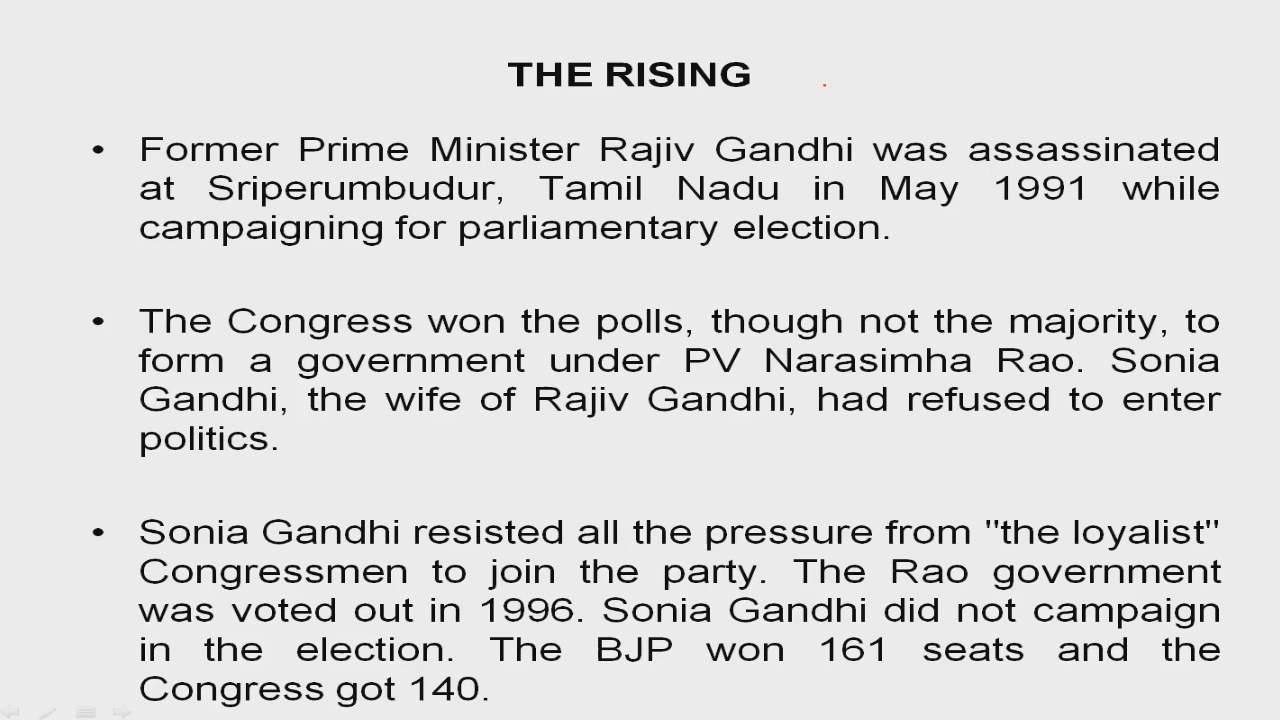 THE RISING
• Former Prime Minister Rajiv Gandhi was assassinated
at Sriperumbudur, Tamil Nadu in May 1991 while
campaigning for parliamentary election.
• The Congress won the polls, though not the majority, to
form a government under PV Narasimha Rao. Sonia
Gandhi, the wife of Rajiv Gandhi, had refused to enter
politics.
• Sonia Gandhi resisted all the pressure from "the loyalist"
Congressmen to join the party. The Rao government
was voted out in 1996. Sonia Gandhi did not campaign
in the election. The BJP won 161 seats and the
Congress got 140.